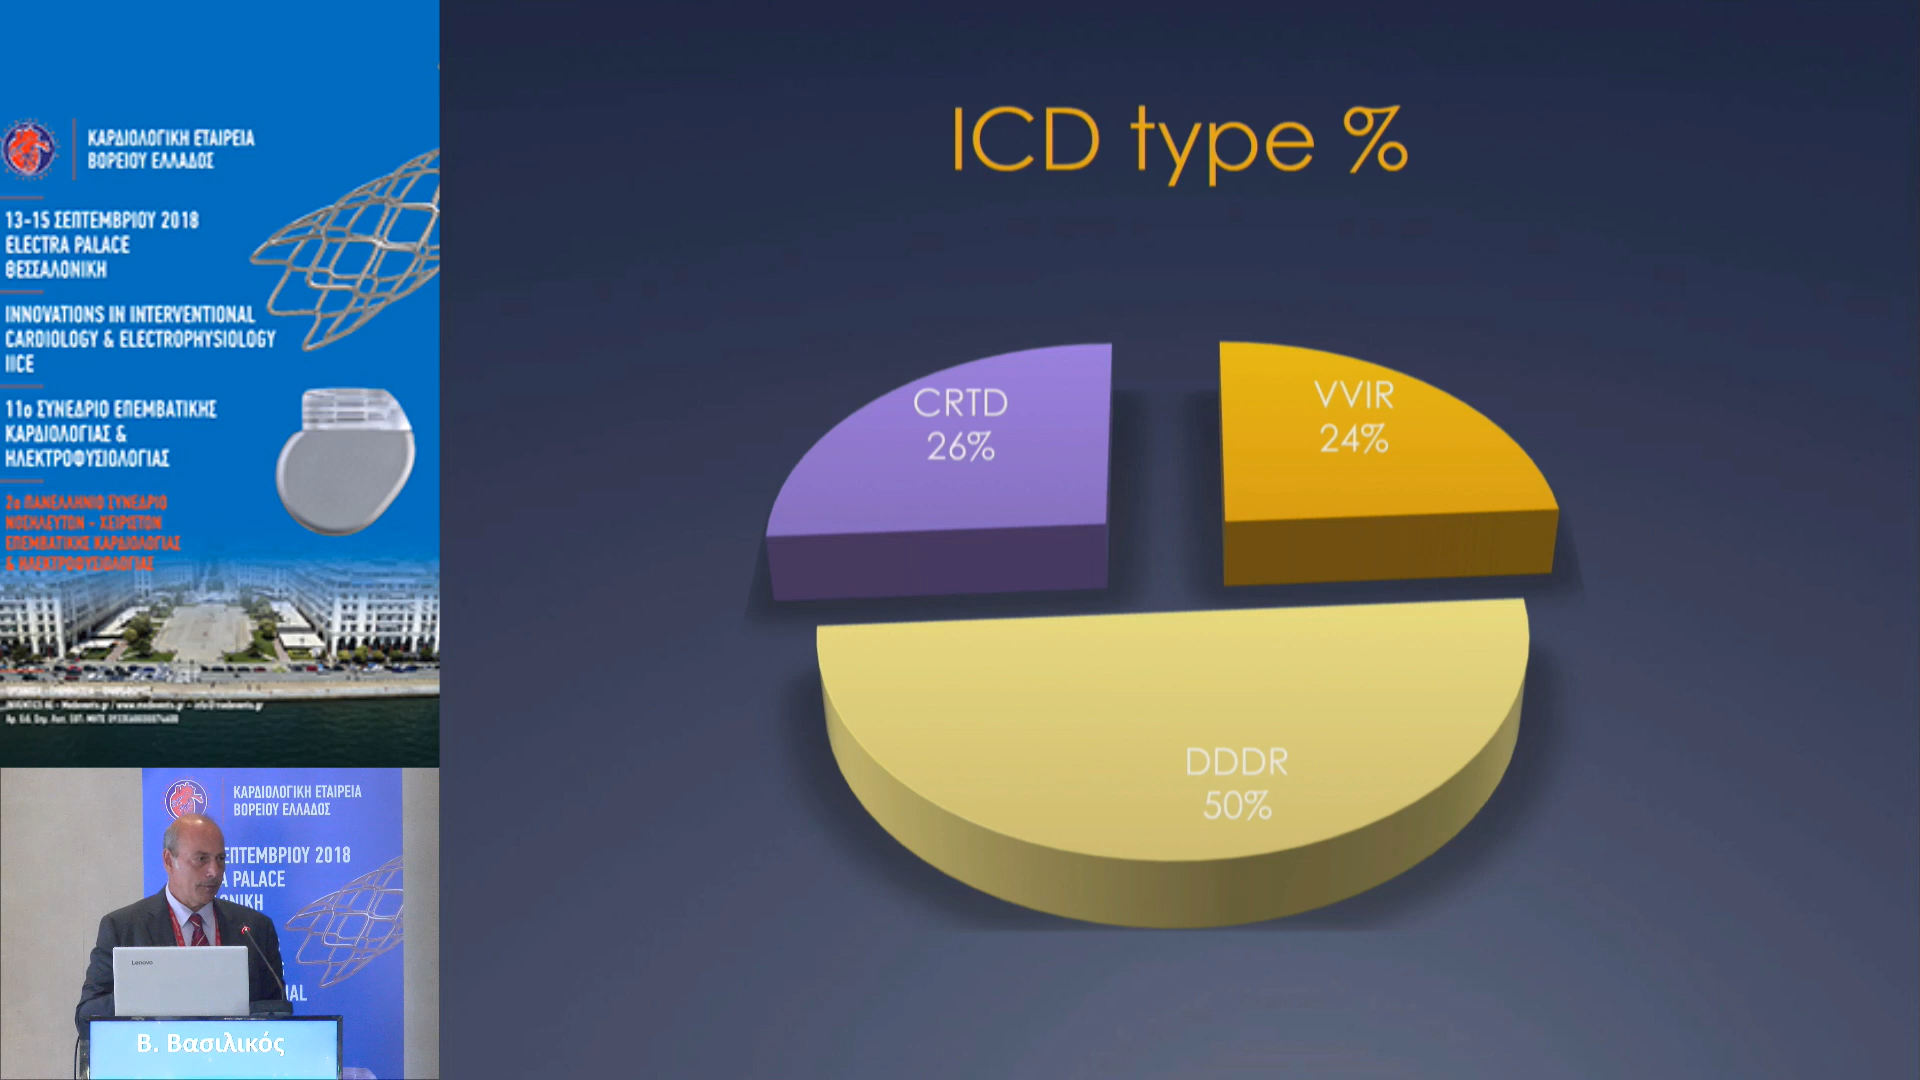 ΚΑΡΔΙΟΛΟΓΙΚΗ ΕΤΑΙΡΕΙΑ
ΒΟΡΕΙΟΥ ΕΛΛΑΔΟΣ
13-15 ΣΕΠΤΕΜΒΡΙΟΥ 2018
ELECTRA PALACE
ΘΕΣΣΑΛΟΝΙΚΗ
INNOVATIONS IN INTERVENTIONAL
CARDIOLOGY & ELECTROPHYSIOLOGY
IICE
11ο ΣΥΝΕΔΡΙΟ ΕΠΕΜΒΑΤΙΚΗΣ
ΚΑΡΔΙΟΛΟΓΙΑΣ &
ΗΛΕΚΤΡΟΦΥΣΙΟΛΟΓΙΑΣ
2ο ΠΑΝΕΛΛΗΝΙΟ ΣΥΝΕΔΡΙΟ
ΝΟΣΗΛΕΥΤΩΝ - ΧΕΙΡΙΣΤΩΝ
ΕΠΕΜΒΑΤΙΚΗΣ ΚΑΡΔΙΟΛΟΓΙΑΣ
& ΗΛΕΚΤΡΟΦΥΣΙΟΛΟΓΙΑΣ
ICD type %
CRTD
26%
VVIR
24%
DDDR
50%
ΚΑΡΔΙΟΛΟΓΙΚΗ ΕΤΑΙΡΕΙΑ
ΒΟΡΕΙΟΥ ΕΛΛΑΔΟΣ
ΕΠΤΕΜΒΡΙΟΥ 2018
A PALACE
ΟΝΙΚΗ
NAL
Lenovo
Β. Βασιλικός